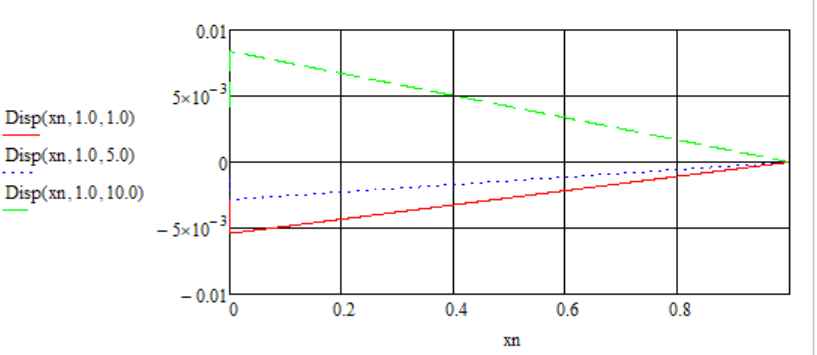 Disp(xn, 1.0, 1.0)
Disp(xn, 1.0, 5.0)
Disp(xn, 1.0, 10.0)
0.01
5×10⁻³
0
− 5×10⁻³
− 0.01
0 0.2 0.4 0.6 0.8
xn